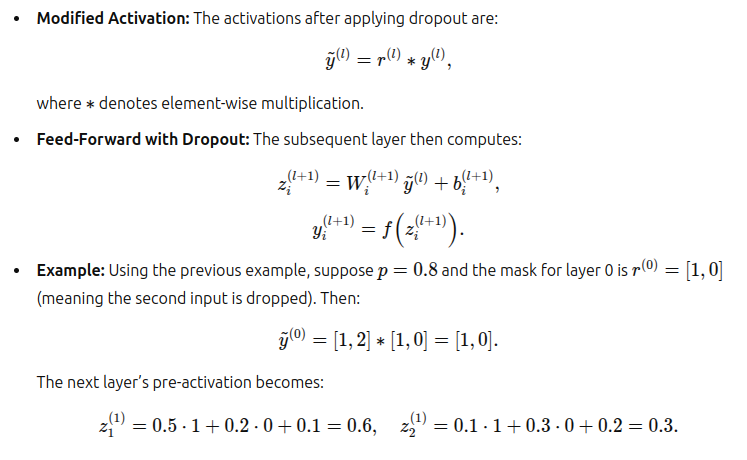 • Modified Activation: The activations after applying dropout are:
ỹ^(l) = r^(l) * y^(l),
where * denotes element-wise multiplication.
• Feed-Forward with Dropout: The subsequent layer then computes:
z_i^(l+1) = W_i^(l+1) ỹ^(l) + b_i^(l+1),
y_i^(l+1) = f(z_i^(l+1)).
• Example: Using the previous example, suppose p = 0.8 and the mask for layer 0 is r^(0) = [1, 0]
(meaning the second input is dropped). Then:
ỹ^(0) = [1, 2] * [1, 0] = [1, 0].
The next layer’s pre-activation becomes:
z_1^(1) = 0.5 · 1 + 0.2 · 0 + 0.1 = 0.6, z_2^(1) = 0.1 · 1 + 0.3 · 0 + 0.2 = 0.3.